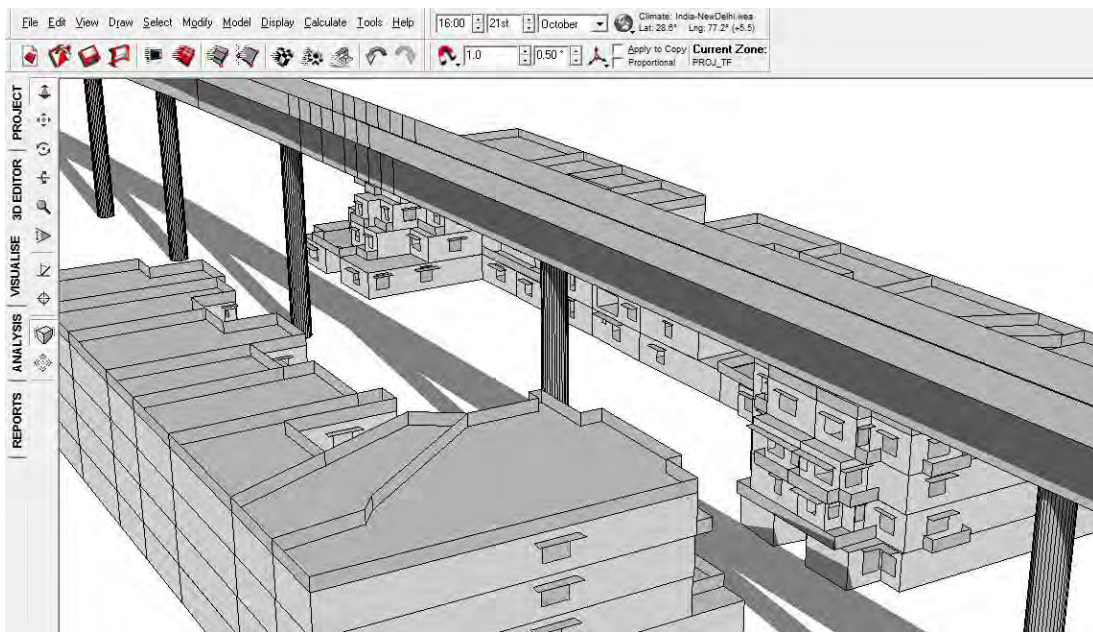 File Edit View Draw Select Modify Model Display Calculate Tools Help
16:00 21st October
Climate: India-NewDelhi.wea
Lat: 28.6° Lng: 77.2° (+5.5)
1.0 0.50 °
Apply to Copy
Proportional
Current Zone:
PROJ_TF
PROJECT
3D EDITOR
VISUALISE
ANALYSIS
REPORTS